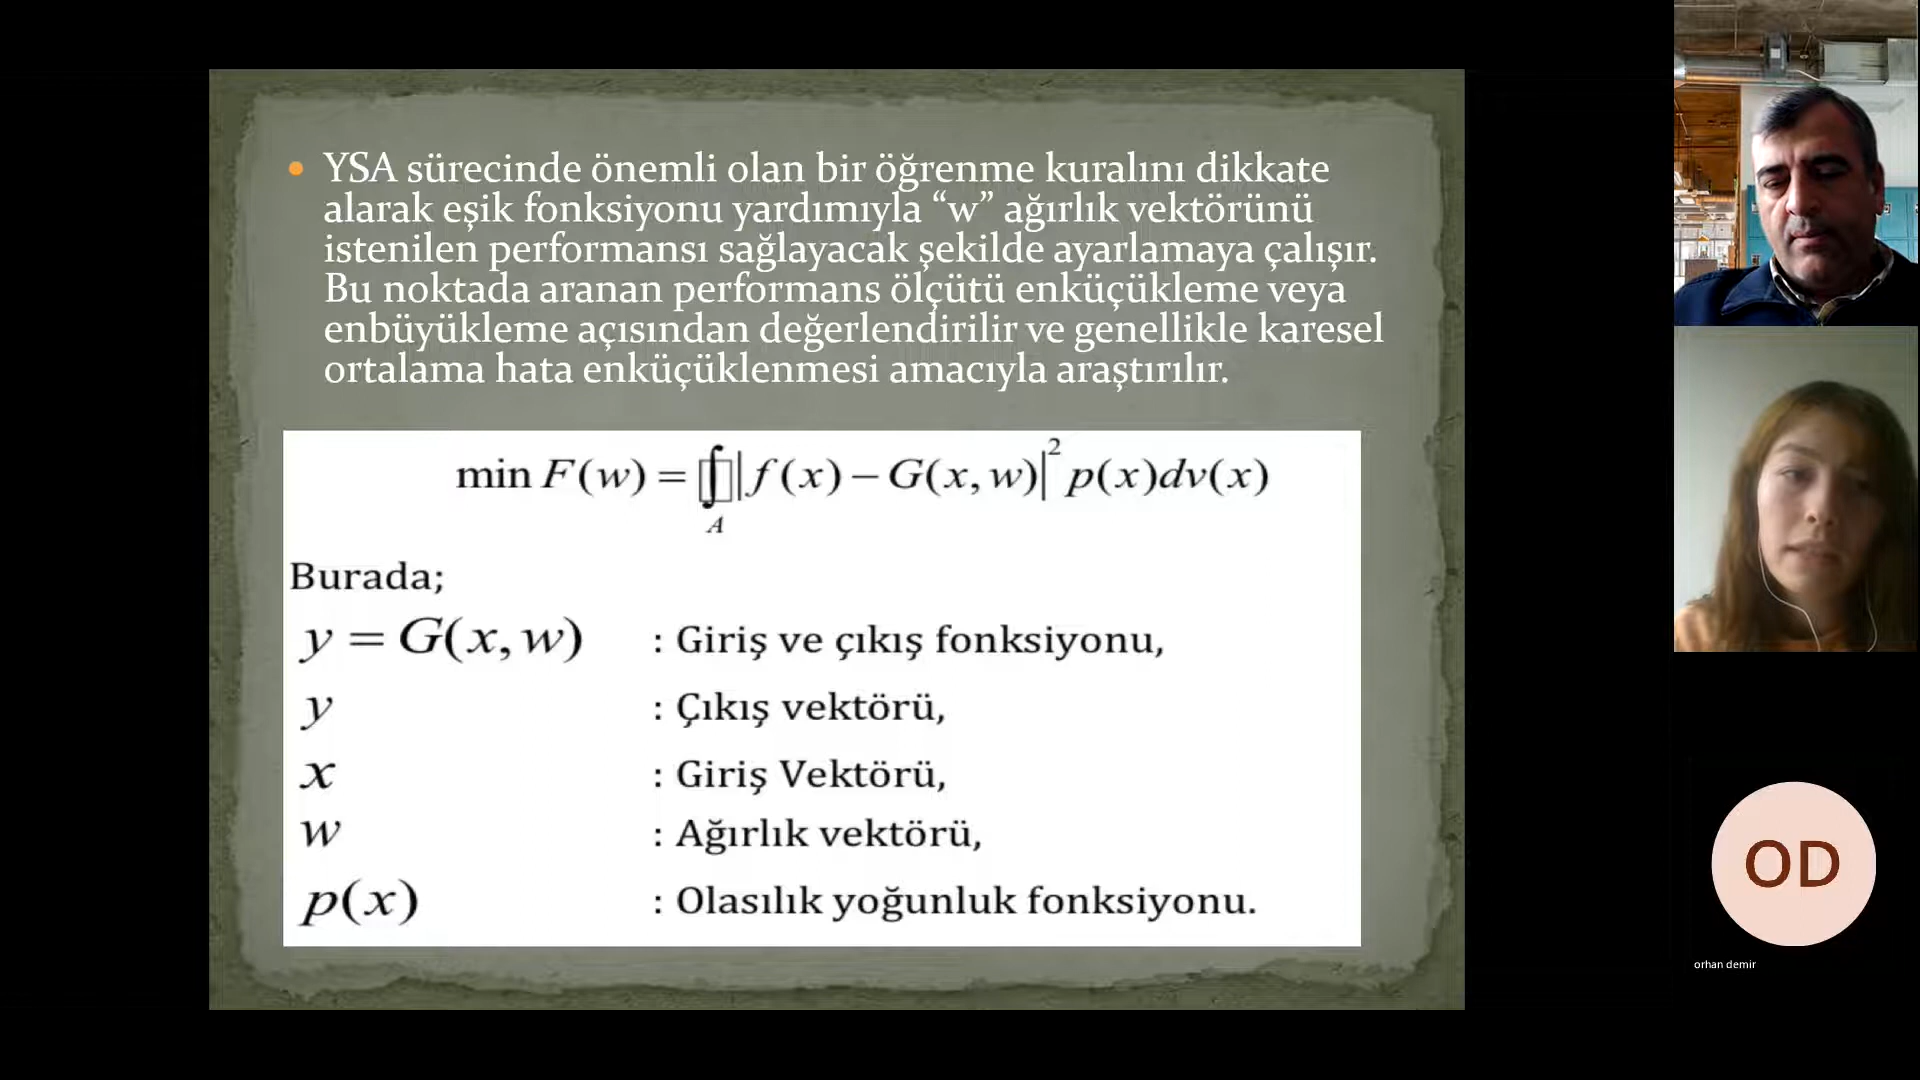 • YSA sürecinde önemli olan bir öğrenme kuralını dikkate
alarak eşik fonksiyonu yardımıyla “w” ağırlık vektörünü
istenilen performansı sağlayacak şekilde ayarlamaya çalışır.
Bu noktada aranan performans ölçütü enküçükleme veya
enbüyükleme açısından değerlendirilir ve genellikle karesel
ortalama hata enküçüklenmesi amacıyla araştırılır.
min F(w) = ∮_A |f(x) − G(x, w)|² p(x)dv(x)
Burada;
y = G(x, w) : Giriş ve çıkış fonksiyonu,
y : Çıkış vektörü,
x : Giriş Vektörü,
w : Ağırlık vektörü,
p(x) : Olasılık yoğunluk fonksiyonu.
OD
orhan demir